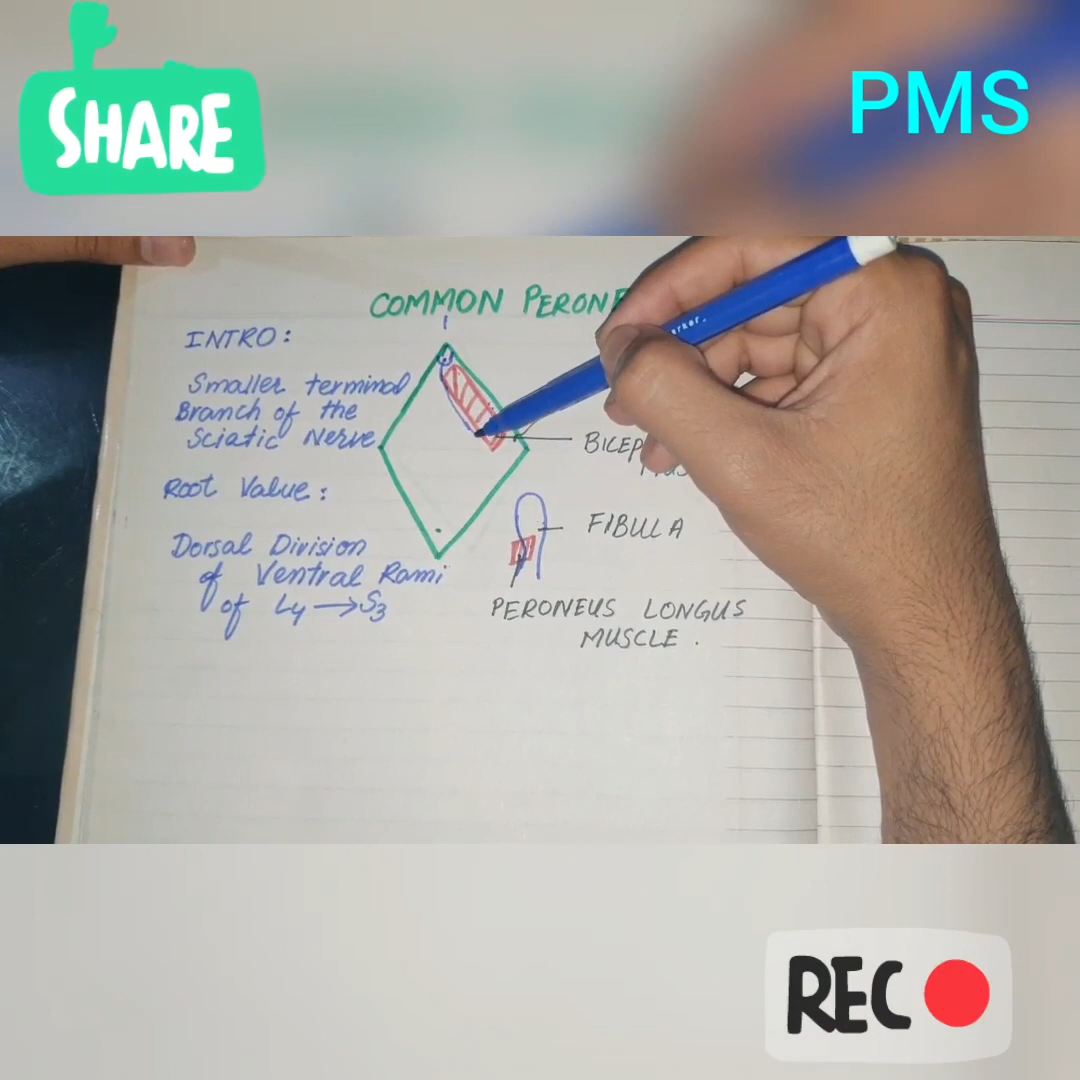 SHARE
PMS
COMMON PERONE
INTRO:
Smaller terminal
Branch of the
Sciatic Nerve
BICEP
Root Value:
FIBULA
Dorsal Division
of Ventral Rami
of L4 → S3
PERONEUS LONGUS
MUSCLE.
REC